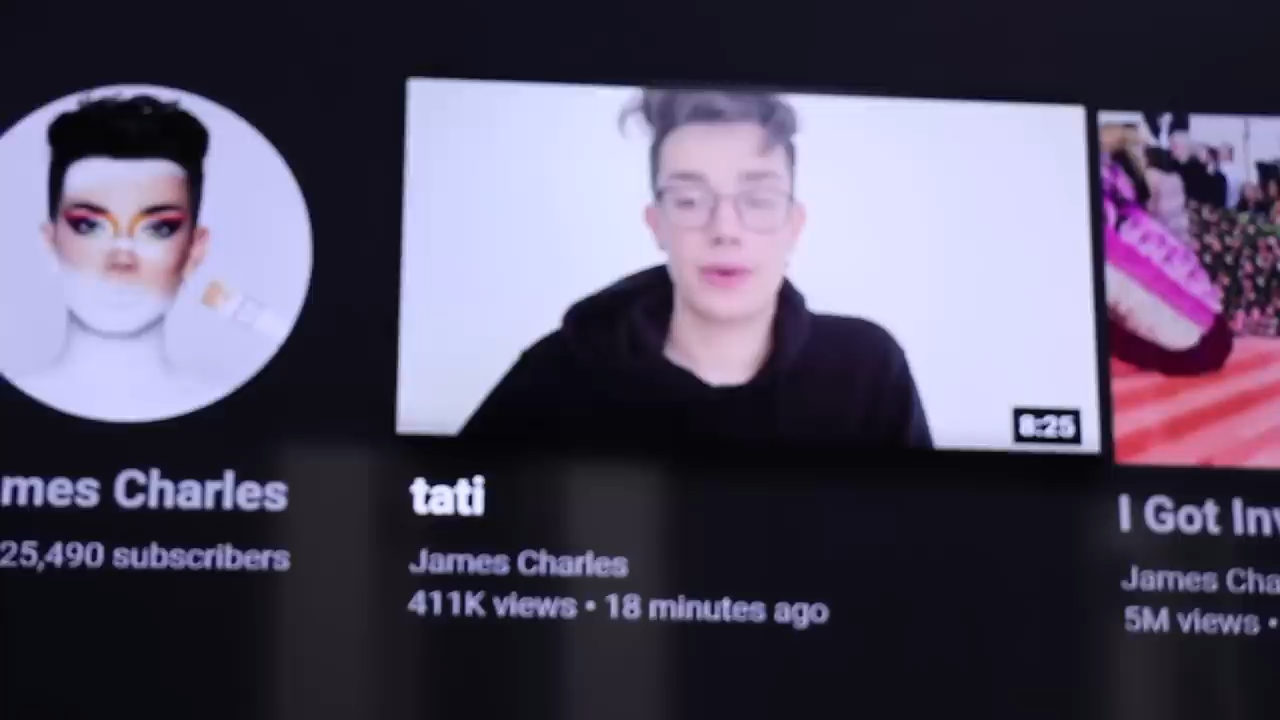 mes Charles
25,490 subscribers
8:25
tati
James Charles
411K views • 18 minutes ago
I Got Inv
James Cha
5M views •